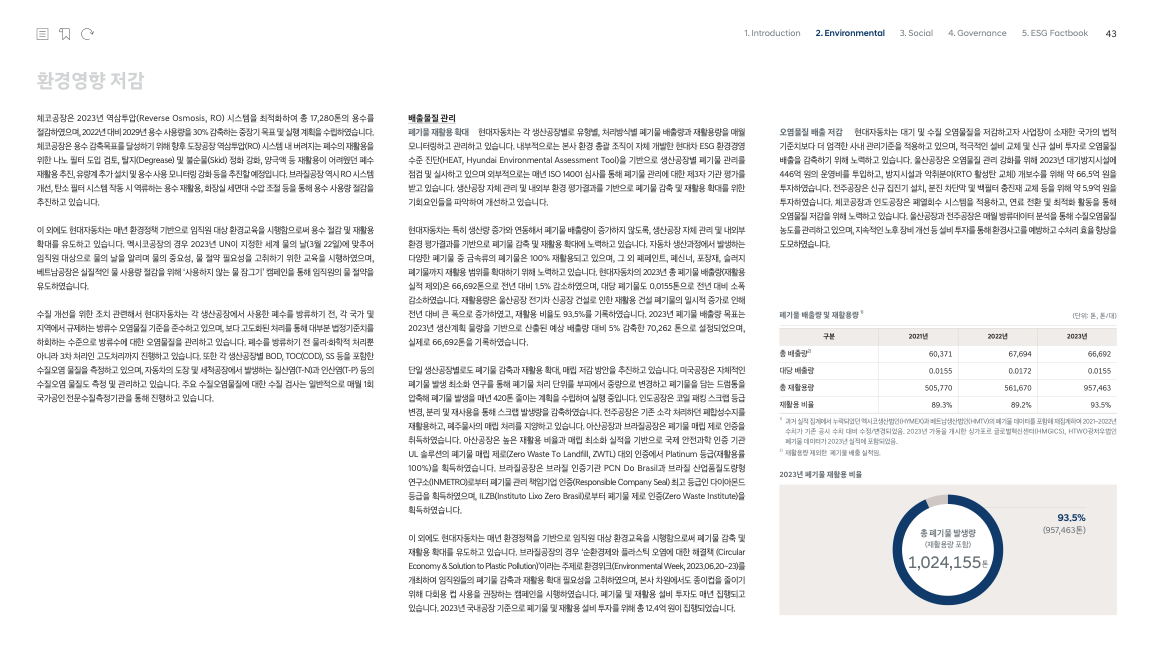 1. Introduction 2. Environmental 3. Social 4. Governance 5. ESG Factbook 43
환경영향 저감
체코공장은 2023년 역삼투압(Reverse Osmosis, RO) 시스템을 최적화하여 총 17,280톤의 용수를
절감하였으며, 2022년 대비 2029년 용수 사용량을 30% 감축하는 중장기 목표 및 실행 계획을 수립하였습니다.
체코공장은 용수 감축목표를 달성하기 위해 향후 도장공장 역삼투압(RO) 시스템 내 버려지는 폐수의 재활용을
위한 나노 필터 도입 검토, 탈지(Degrease) 및 불순물(Skid) 정화 강화, 양극액 등 재활용이 어려웠던 폐수
재활용 추진, 유량계 추가 설치 및 용수 사용 모니터링 강화 등을 추진할 예정입니다. 브라질공장 역시 RO 시스템
개선, 탄소 필터 시스템 작동 시 역류하는 용수 재활용, 화장실 세면대 수압 조절 등을 통해 용수 사용량 절감을
추진하고 있습니다.
이 외에도 현대자동차는 매년 환경정책을 기반으로 임직원 대상 환경교육을 시행함으로써 용수 절감 및 재활용
확대를 유도하고 있습니다. 멕시코공장의 경우 2023년 UN이 지정한 세계 물의 날(3월 22일)에 맞추어
임직원 대상으로 물의 날을 알리며 물의 중요성, 물 절약 필요성을 고취하기 위한 교육을 시행하였으며,
베트남공장은 실질적인 물 사용량 절감을 위해 ‘사용하지 않는 물 잠그기’ 캠페인을 통해 임직원의 물 절약을
유도하였습니다.
수질 개선을 위한 조치 관련해서 현대자동차는 각 생산공장에서 사용한 폐수를 방류하기 전, 각 국가 및
지역에서 규제하는 방류수 오염물질 기준을 준수하고 있으며, 보다 고도화된 처리를 통해 대부분 법정기준치를
하회하는 수준으로 방류수에 대한 오염물질을 관리하고 있습니다. 폐수를 방류하기 전 물리·화학적 처리뿐
아니라 3차 처리인 고도처리까지 진행하고 있습니다. 또한 각 생산공장별 BOD, TOC(COD), SS 등을 포함한
수질오염 물질을 측정하고 있으며, 자동차의 도장 및 세척공장에서 발생하는 질산염(T-N)과 인산염(T-P) 등의
수질오염 물질도 측정 및 관리하고 있습니다. 주요 수질오염물질에 대한 수질 검사는 일반적으로 매월 1회
국가공인 전문수질측정기관을 통해 진행하고 있습니다.
배출물질 관리
폐기물 재활용 확대 현대자동차는 각 생산공장별로 유형별, 처리방식별 폐기물 배출량과 재활용량을 매월
모니터링하고 관리하고 있습니다. 내부적으로는 본사 환경 총괄 조직이 자체 개발한 현대차 ESG 환경경영
수준 진단(HEAT, Hyundai Environmental Assessment Tool)을 기반으로 생산공장별 폐기물 관리를
점검 및 실사하고 있으며 외부적으로는 매년 ISO 14001 심사를 통해 폐기물 관리에 대한 제3자 기관 평가를
받고 있습니다. 생산공장 자체 관리 및 내외부 환경 평가결과를 기반으로 폐기물 감축 및 재활용 확대를 위한
기회요인들을 파악하여 개선하고 있습니다.
현대자동차는 특히 생산량 증가와 연동해서 폐기물 배출량이 증가하지 않도록, 생산공장 자체 관리 및 내외부
환경 평가결과를 기반으로 폐기물 감축 및 재활용 확대에 노력하고 있습니다. 자동차 생산과정에서 발생하는
다양한 폐기물 중 금속류의 폐기물은 100% 재활용되고 있으며, 그 외 폐페인트, 폐신너, 포장재, 슬러지
폐기물까지 재활용 범위를 확대하기 위해 노력하고 있습니다. 현대자동차의 2023년 총 폐기물 배출량(재활용
실적 제외)은 66,692톤으로 전년 대비 1.5% 감소하였으며, 대당 폐기물도 0.0155톤으로 전년 대비 소폭
감소하였습니다. 재활용량은 울산공장 전기차 신공장 건설로 인한 재활용 건설 폐기물의 일시적 증가로 인해
전년 대비 큰 폭으로 증가하였고, 재활용 비율도 93.5%를 기록하였습니다. 2023년 폐기물 배출량 목표는
2023년 생산계획 물량을 기반으로 산출된 예상 배출량 대비 5% 감축한 70,262 톤으로 설정되었으며,
실제로 66,692톤을 기록하였습니다.
단일 생산공장별로도 폐기물 감축과 재활용 확대, 매립 저감 방안을 추진하고 있습니다. 미국공장은 자체적인
폐기물 발생 최소화 연구를 통해 폐기물 처리 단위를 부피에서 중량으로 변경하고 폐기물을 담는 드럼통을
압축해 폐기물 발생을 매년 420톤 줄이는 계획을 수립하여 실행 중입니다. 인도공장은 코일 패킹 스크랩 등급
변경, 분리 및 재사용을 통해 스크랩 발생량을 감축하였습니다. 전주공장은 기존 소각 처리하던 폐합성수지를
재활용하고, 폐주물사의 매립 처리를 지양하고 있습니다. 아산공장과 브라질공장은 폐기물 매립 제로 인증을
취득하였습니다. 아산공장은 높은 재활용 비율과 매립 최소화 실적을 기반으로 국제 안전과학 인증 기관
UL 솔루션의 폐기물 매립 제로(Zero Waste To Landfill, ZWTL) 대외 인증에서 Platinum 등급(재활용률
100%)을 획득하였습니다. 브라질공장은 브라질 인증기관 PCN Do Brasil과 브라질 산업품질도량형
연구소(INMETRO)로부터 폐기물 관리 책임기업 인증(Responsible Company Seal) 최고 등급인 다이아몬드
등급을 획득하였으며, ILZB(Instituto Lixo Zero Brasil)로부터 폐기물 제로 인증(Zero Waste Institute)을
획득하였습니다.
이 외에도 현대자동차는 매년 환경정책을 기반으로 임직원 대상 환경교육을 시행함으로써 폐기물 감축 및
재활용 확대를 유도하고 있습니다. 브라질공장의 경우 ‘순환경제와 플라스틱 오염에 대한 해결책 (Circular
Economy & Solution to Plastic Pollution)’이라는 주제로 환경위크(Environmental Week, 2023.06.20~23)를
개최하여 임직원들의 폐기물 감축과 재활용 확대 필요성을 고취하였으며, 본사 차원에서도 종이컵을 줄이기
위해 다회용 컵 사용을 권장하는 캠페인을 시행하였습니다. 폐기물 및 재활용 설비 투자도 매년 집행되고
있습니다. 2023년 국내공장 기준으로 폐기물 및 재활용 설비 투자를 위해 총 12.4억 원이 집행되었습니다.
오염물질 배출 저감 현대자동차는 대기 및 수질 오염물질을 저감하고자 사업장이 소재한 국가의 법적
기준치보다 더 엄격한 사내 관리기준을 적용하고 있으며, 적극적인 설비 교체 및 신규 설비 투자로 오염물질
배출을 감축하기 위해 노력하고 있습니다. 울산공장은 오염물질 관리 강화를 위해 2023년 대기방지시설에
446억 원의 운영비를 투입하고, 방지시설과 악취분야(RTO 활성탄 교체) 개보수를 위해 약 66.5억 원을
투자하였습니다. 전주공장은 신규 집진기 설치, 분진 차단막 및 백필터 충진재 교체 등을 위해 약 5.9억 원을
투자하였습니다. 체코공장과 인도공장은 폐열회수 시스템을 적용하고, 연료 전환 및 최적화 활동을 통해
오염물질 저감을 위해 노력하고 있습니다. 울산공장과 전주공장은 매월 방류데이터 분석을 통해 수질오염물질
농도를 관리하고 있으며, 지속적인 노후 장비 개선 등 설비 투자를 통해 환경사고를 예방하고 수처리 효율 향상을
도모하였습니다.
폐기물 배출량 및 재활용량 1) (단위: 톤, 톤/대)
구분 2021년 2022년 2023년
총 배출량2) 60,371 67,694 66,692
대당 배출량 0.0155 0.0172 0.0155
총 재활용량 505,770 561,670 957,463
재활용 비율 89.3% 89.2% 93.5%
1) 과거 실적 집계에서 누락되었던 멕시코생산법인(HYMEX)과 베트남생산법인(HMTV)의 폐기물 데이터를 포함해 재집계하여 2021~2022년
수치가 기존 공시 수치 대비 수정/변경되었음. 2023년 가동을 개시한 싱가포르 글로벌혁신센터(HMGICS), HTWO광저우법인
폐기물 데이터가 2023년 실적에 포함되었음.
2) 재활용량 제외한 폐기물 배출 실적임.
2023년 폐기물 재활용 비율
93.5%
(957,463톤)
총 폐기물 발생량
(재활용량 포함)
1,024,155톤